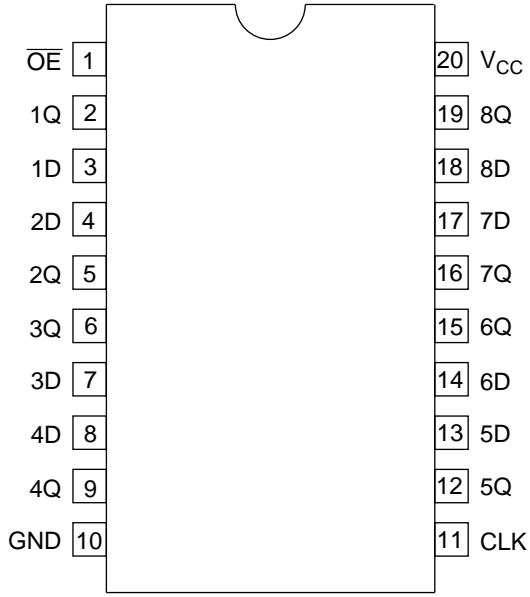 O̅E̅ 1 20 VCC
1Q 2 19 8Q
1D 3 18 8D
2D 4 17 7D
2Q 5 16 7Q
3Q 6 15 6Q
3D 7 14 6D
4D 8 13 5D
4Q 9 12 5Q
GND 10 11 CLK